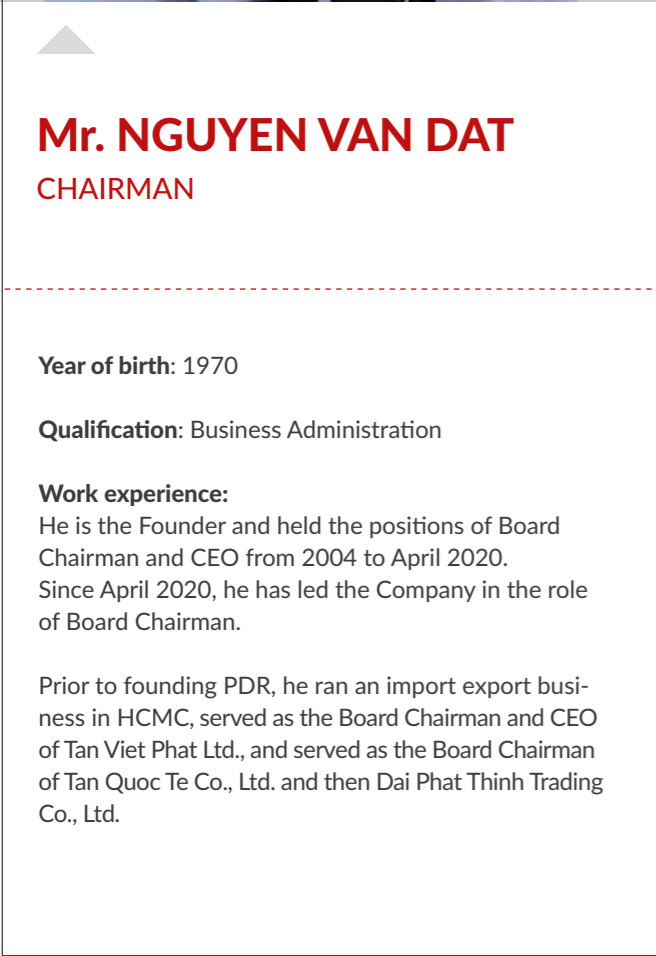 Mr. NGUYEN VAN DAT
CHAIRMAN
Year of birth: 1970
Qualification: Business Administration
Work experience:
He is the Founder and held the positions of Board
Chairman and CEO from 2004 to April 2020.
Since April 2020, he has led the Company in the role
of Board Chairman.
Prior to founding PDR, he ran an import export busi-
ness in HCMC, served as the Board Chairman and CEO
of Tan Viet Phat Ltd., and served as the Board Chairman
of Tan Quoc Te Co., Ltd. and then Dai Phat Thinh Trading
Co., Ltd.